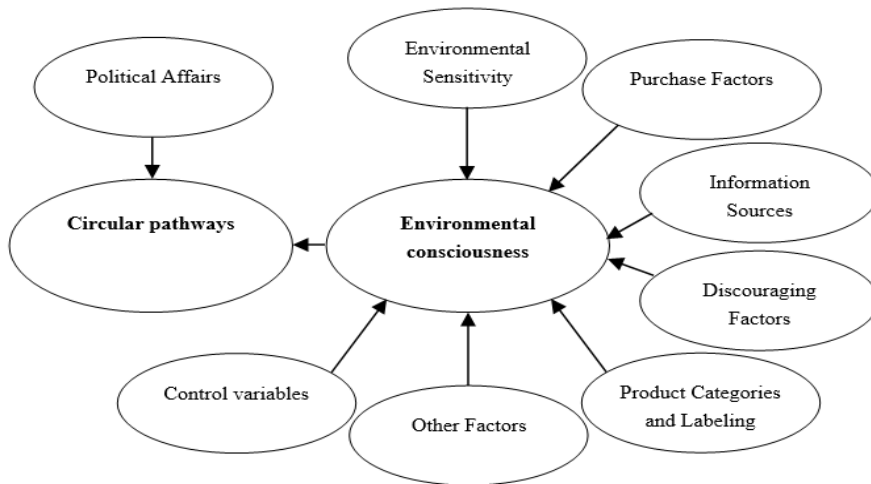 Environmental
Sensitivity
Political Affairs
Purchase Factors
Information
Sources
Circular pathways
Environmental
consciousness
Discouraging
Factors
Control variables
Other Factors
Product Categories
and Labeling